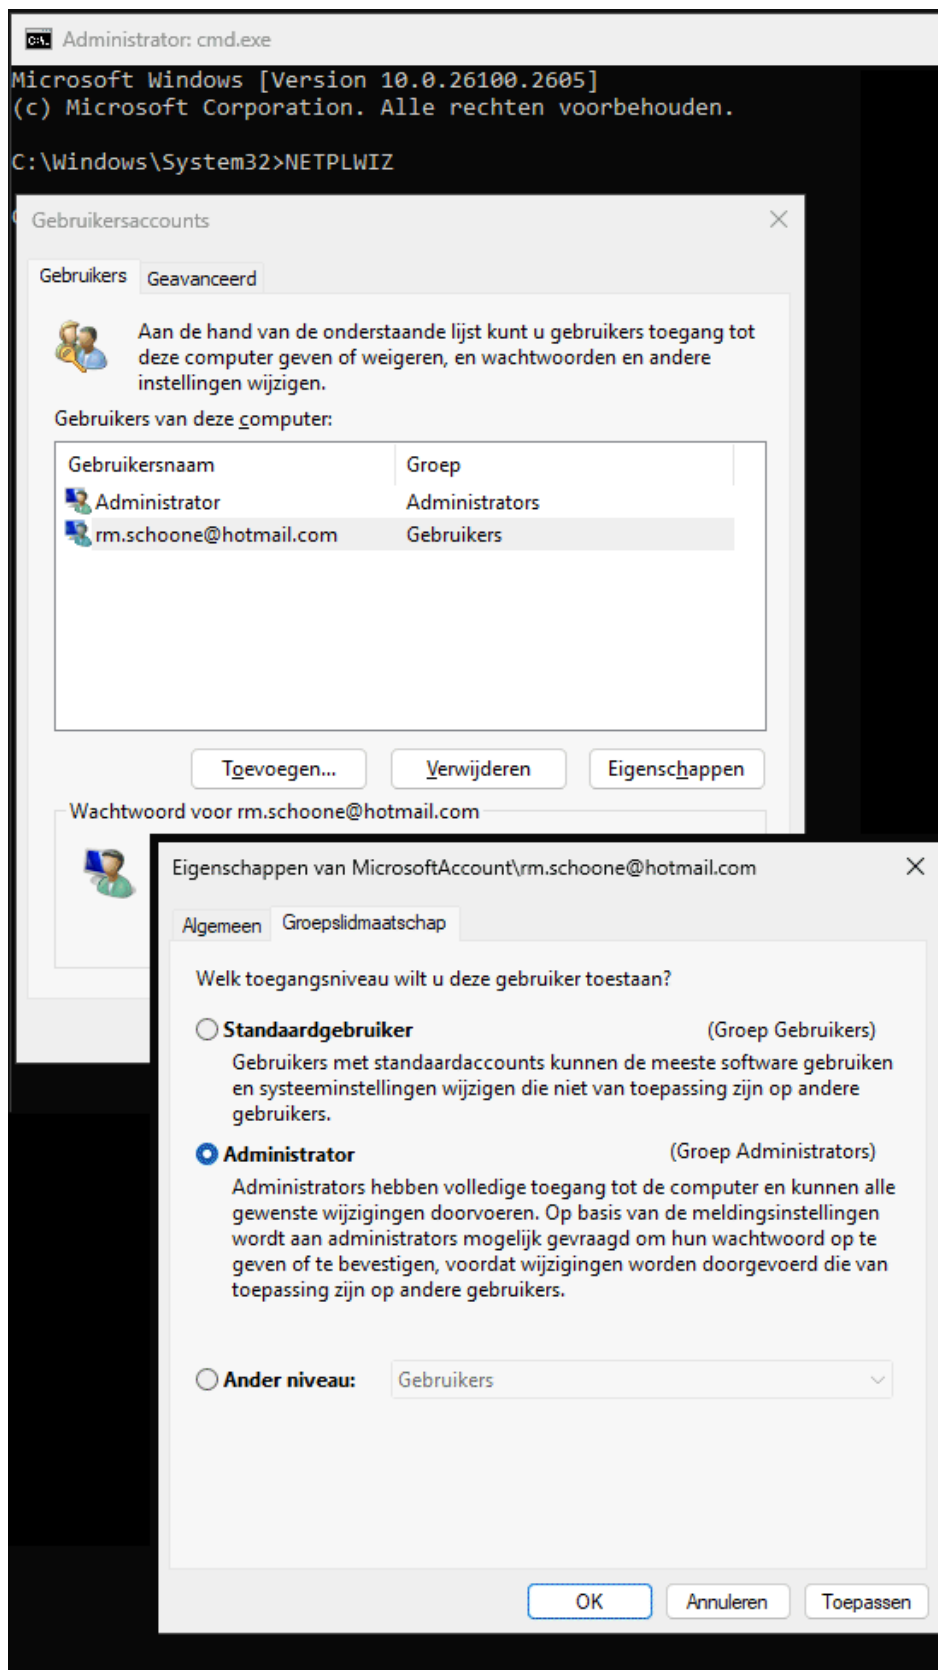 Administrator: cmd.exe
Microsoft Windows [Version 10.0.26100.2605]
(c) Microsoft Corporation. Alle rechten voorbehouden.
C:\Windows\System32>NETPLWIZ
Gebruikersaccounts
Gebruikers Geavanceerd
Aan de hand van de onderstaande lijst kunt u gebruikers toegang tot
deze computer geven of weigeren, en wachtwoorden en andere
instellingen wijzigen.
Gebruikers van deze computer:
Gebruikersnaam Groep
Administrator Administrators
rm.schoone@hotmail.com Gebruikers
Toevoegen... Verwijderen Eigenschappen
Wachtwoord voor rm.schoone@hotmail.com
Eigenschappen van MicrosoftAccount\rm.schoone@hotmail.com
Algemeen Groepslidmaatschap
Welk toegangsniveau wilt u deze gebruiker toestaan?
Standaardgebruiker (Groep Gebruikers)
Gebruikers met standaardaccounts kunnen de meeste software gebruiken
en systeeminstellingen wijzigen die niet van toepassing zijn op andere
gebruikers.
Administrator (Groep Administrators)
Administrators hebben volledige toegang tot de computer en kunnen alle
gewenste wijzigingen doorvoeren. Op basis van de meldingsinstellingen
wordt aan administrators mogelijk gevraagd om hun wachtwoord op te
geven of te bevestigen, voordat wijzigingen worden doorgevoerd die van
toepassing zijn op andere gebruikers.
Ander niveau: Gebruikers
OK Annuleren Toepassen